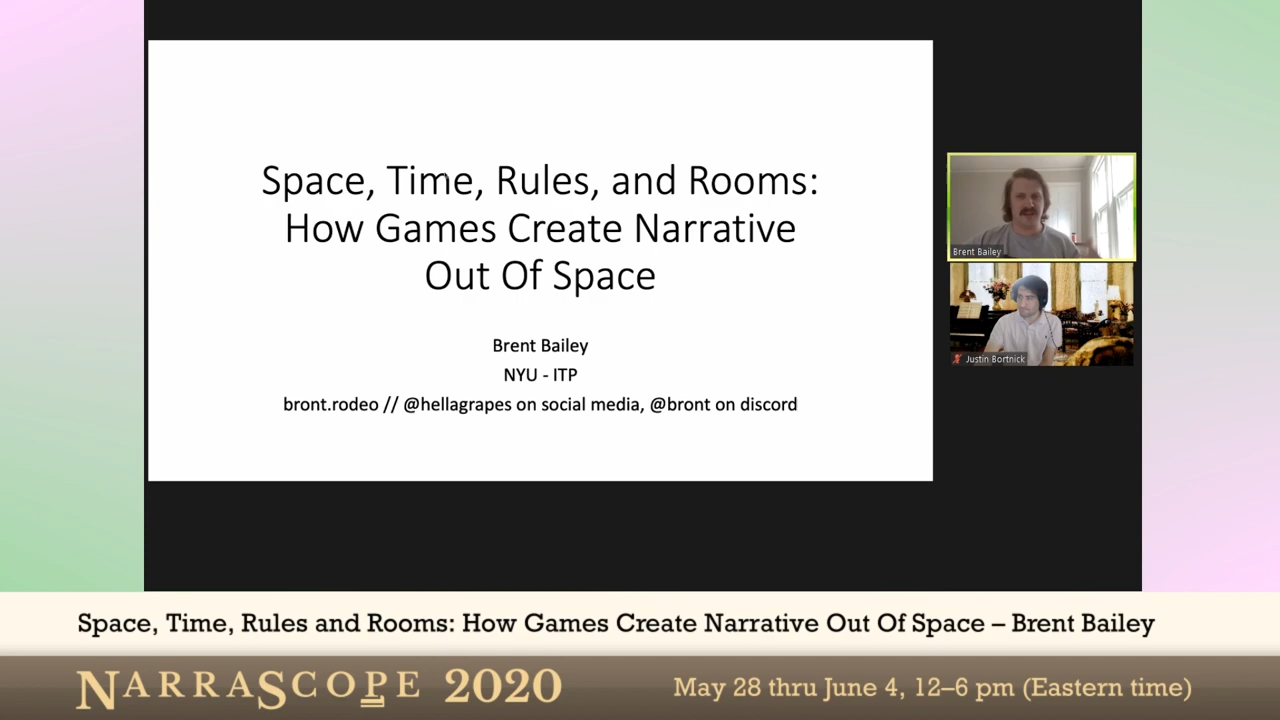 Space, Time, Rules, and Rooms:
How Games Create Narrative
Out Of Space
Brent Bailey
NYU - ITP
bront.rodeo // @hellagrapes on social media, @bront on discord
Brent Bailey
Justin Bortnick
Space, Time, Rules and Rooms: How Games Create Narrative Out Of Space – Brent Bailey
NARRASCOPE 2020
May 28 thru June 4, 12–6 pm (Eastern time)